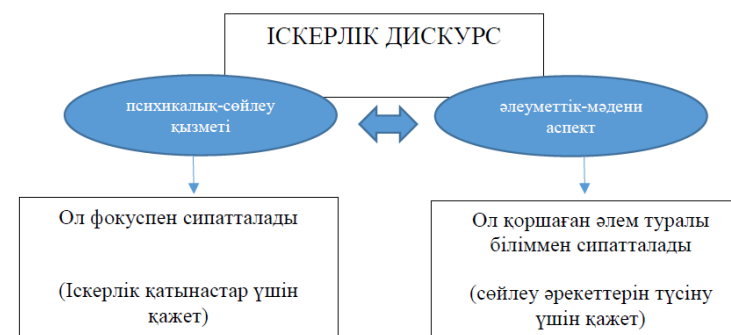 ІСКЕРЛІК ДИСКУРС
психикалық-сөйлеу
қызметі
әлеуметтік-мәдени
аспект
Ол фокуспен сипатталады
(Іскерлік қатынастар үшін
қажет)
Ол қоршаған әлем туралы
біліммен сипатталады
(сөйлеу әрекеттерін түсіну
үшін қажет)